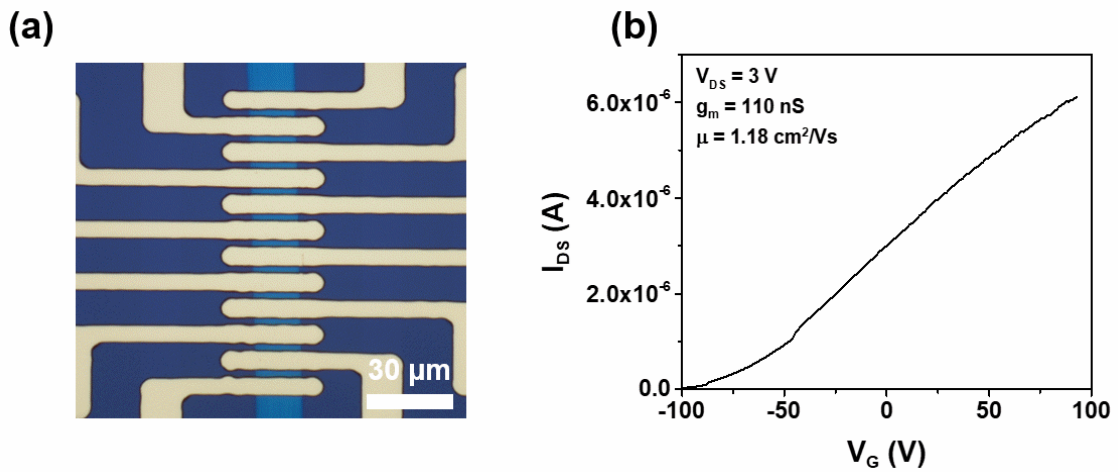 (a)
30 μm
(b)
V_DS = 3 V
g_m = 110 nS
μ = 1.18 cm²/Vs
6.0x10⁻⁶
4.0x10⁻⁶
2.0x10⁻⁶
0.0
I_DS (A)
-100 -50 0 50 100
V_G (V)